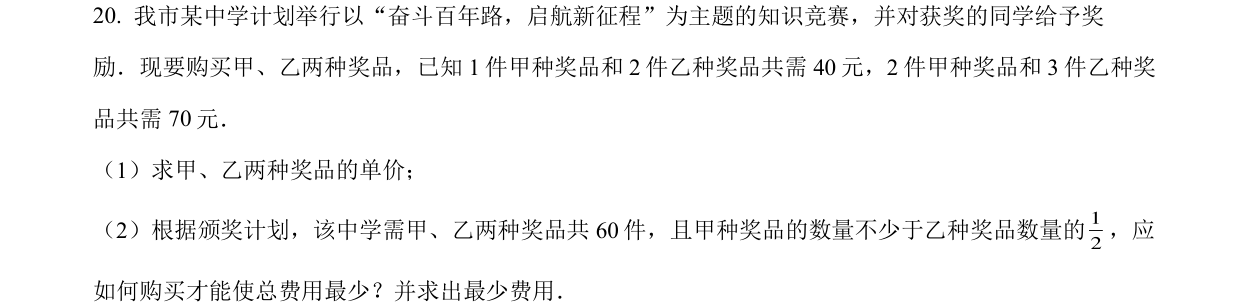 20. 我市某中学计划举行以“奋斗百年路，启航新征程”为主题的知识竞赛，并对获奖的同学给予奖
励．现要购买甲、乙两种奖品，已知 1 件甲种奖品和 2 件乙种奖品共需 40 元，2 件甲种奖品和 3 件乙种奖
品共需 70 元．
（1）求甲、乙两种奖品的单价；
（2）根据颁奖计划，该中学需甲、乙两种奖品共 60 件，且甲种奖品的数量不少于乙种奖品数量的 1/2，应
如何购买才能使总费用最少？并求出最少费用．